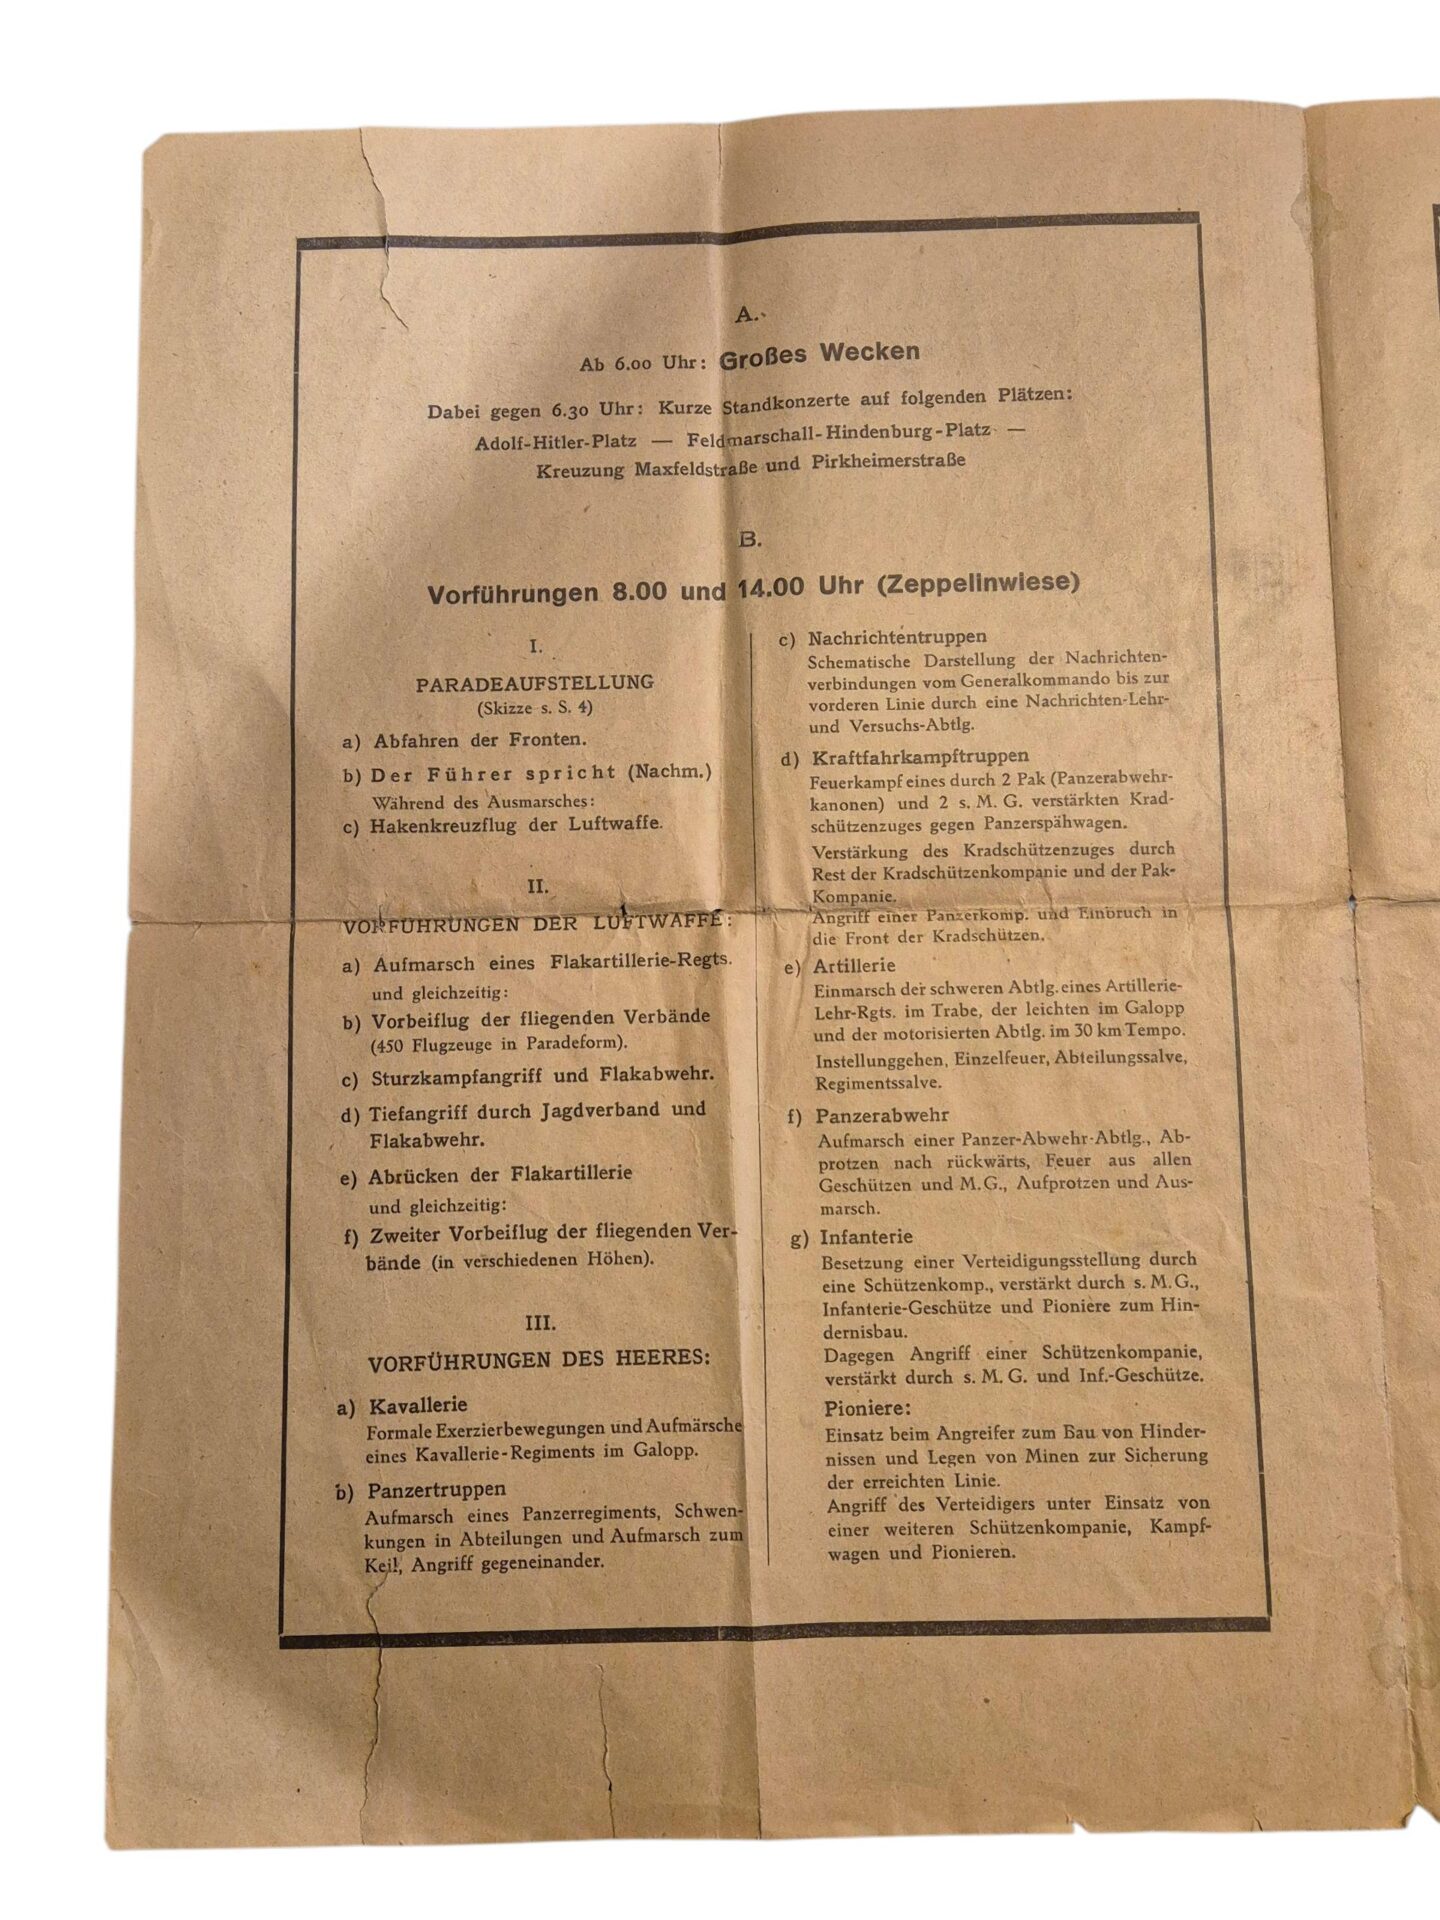 A.
Ab 6.00 Uhr: Großes Wecken
Dabei gegen 6.30 Uhr: Kurze Standkonzerte auf folgenden Plätzen:
Adolf-Hitler-Platz — Feldmarschall-Hindenburg-Platz —
Kreuzung Maxfeldstraße und Pirkheimerstraße
B.
Vorführungen 8.00 und 14.00 Uhr (Zeppelinwiese)
I.
PARADEAUFSTELLUNG
(Skizze s. S. 4)
a) Abfahren der Fronten.
b) Der Führer spricht (Nachm.)
Während des Ausmarsches:
c) Hakenkreuzflug der Luftwaffe.
II.
VORFÜHRUNGEN DER LUFTWAFFE:
a) Aufmarsch eines Flakartillerie-Regts.
und gleichzeitig:
b) Vorbeiflug der fliegenden Verbände
(450 Flugzeuge in Paradeform).
c) Sturzkampfangriff und Flakabwehr.
d) Tiefangriff durch Jagdverband und
Flakabwehr.
e) Abrücken der Flakartillerie
und gleichzeitig:
f) Zweiter Vorbeiflug der fliegenden Ver-
bände (in verschiedenen Höhen).
III.
VORFÜHRUNGEN DES HEERES:
a) Kavallerie
Formale Exerzierbewegungen und Aufmärsche
eines Kavallerie-Regiments im Galopp.
b) Panzertruppen
Aufmarsch eines Panzerregiments, Schwen-
kungen in Abteilungen und Aufmarsch zum
Keil, Angriff gegeneinander.
c) Nachrichtentruppen
Schematische Darstellung der Nachrichten-
verbindungen vom Generalkommando bis zur
vorderen Linie durch eine Nachrichten-Lehr-
und Versuchs-Abtlg.
d) Kraftfahrkampftruppen
Feuerkampf eines durch 2 Pak (Panzerabwehr-
kanonen) und 2 s. M. G. verstärkten Krad-
schützenzuges gegen Panzerspähwagen.
Verstärkung des Kradschützenzuges durch
Rest der Kradschützenkompanie und der Pak-
Kompanie.
Angriff einer Panzerkomp. und Einbruch in
die Front der Kradschützen.
e) Artillerie
Einmarsch der schweren Abtlg. eines Artillerie-
Lehr-Rgts. im Trabe, der leichten im Galopp
und der motorisierten Abtlg. im 30 km Tempo.
Instellunggehen, Einzelfeuer, Abteilungssalve,
Regimentssalve.
f) Panzerabwehr
Aufmarsch einer Panzer-Abwehr-Abtlg., Ab-
protzen nach rückwärts, Feuer aus allen
Geschützen und M. G., Aufprotzen und Aus-
marsch.
g) Infanterie
Besetzung einer Verteidigungsstellung durch
eine Schützenkomp., verstärkt durch s. M. G.,
Infanterie-Geschütze und Pioniere zum Hin-
dernisbau.
Dagegen Angriff einer Schützenkompanie,
verstärkt durch s. M. G. und Inf.-Geschütze.
Pioniere:
Einsatz beim Angreifer zum Bau von Hinder-
nissen und Legen von Minen zur Sicherung
der erreichten Linie.
Angriff des Verteidigers unter Einsatz von
einer weiteren Schützenkompanie, Kampf-
wagen und Pionieren.